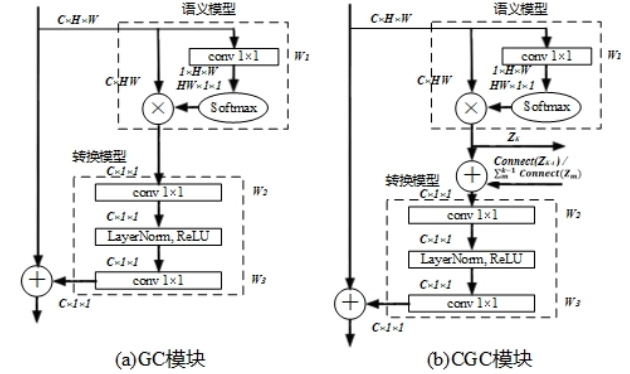 语义模型
C×H×W
conv 1×1
W1
1×H×W
HW×1×1
C×HW
×
Softmax
转换模型
C×1×1
conv 1×1
W2
C×1×1
LayerNorm, ReLU
C×1×1
conv 1×1
W3
+
C×1×1
(a)GC模块
语义模型
C×H×W
conv 1×1
W1
1×H×W
HW×1×1
C×HW
×
Softmax
Zk
+
Connect(Zk-1) /
∑m k-1 Connect(Zm)
转换模型
C×1×1
conv 1×1
W2
C×1×1
LayerNorm, ReLU
C×1×1
conv 1×1
W3
+
C×1×1
(b)CGC模块